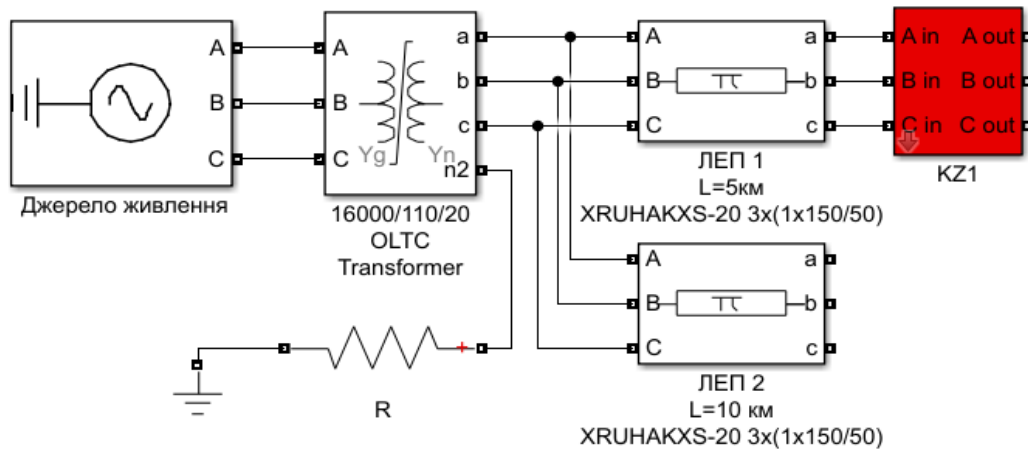 A
B
C
Джерело живлення
A
B
C
a
b
c
n2
Yg
Yn
16000/110/20
OLTC
Transformer
A
B
C
a
b
c
ЛЕП 1
L=5км
XRUHAKXS-20 3x(1x150/50)
A in
B in
C in
A out
B out
C out
KZ1
A
B
C
a
b
c
ЛЕП 2
L=10 км
XRUHAKXS-20 3x(1x150/50)
+
R